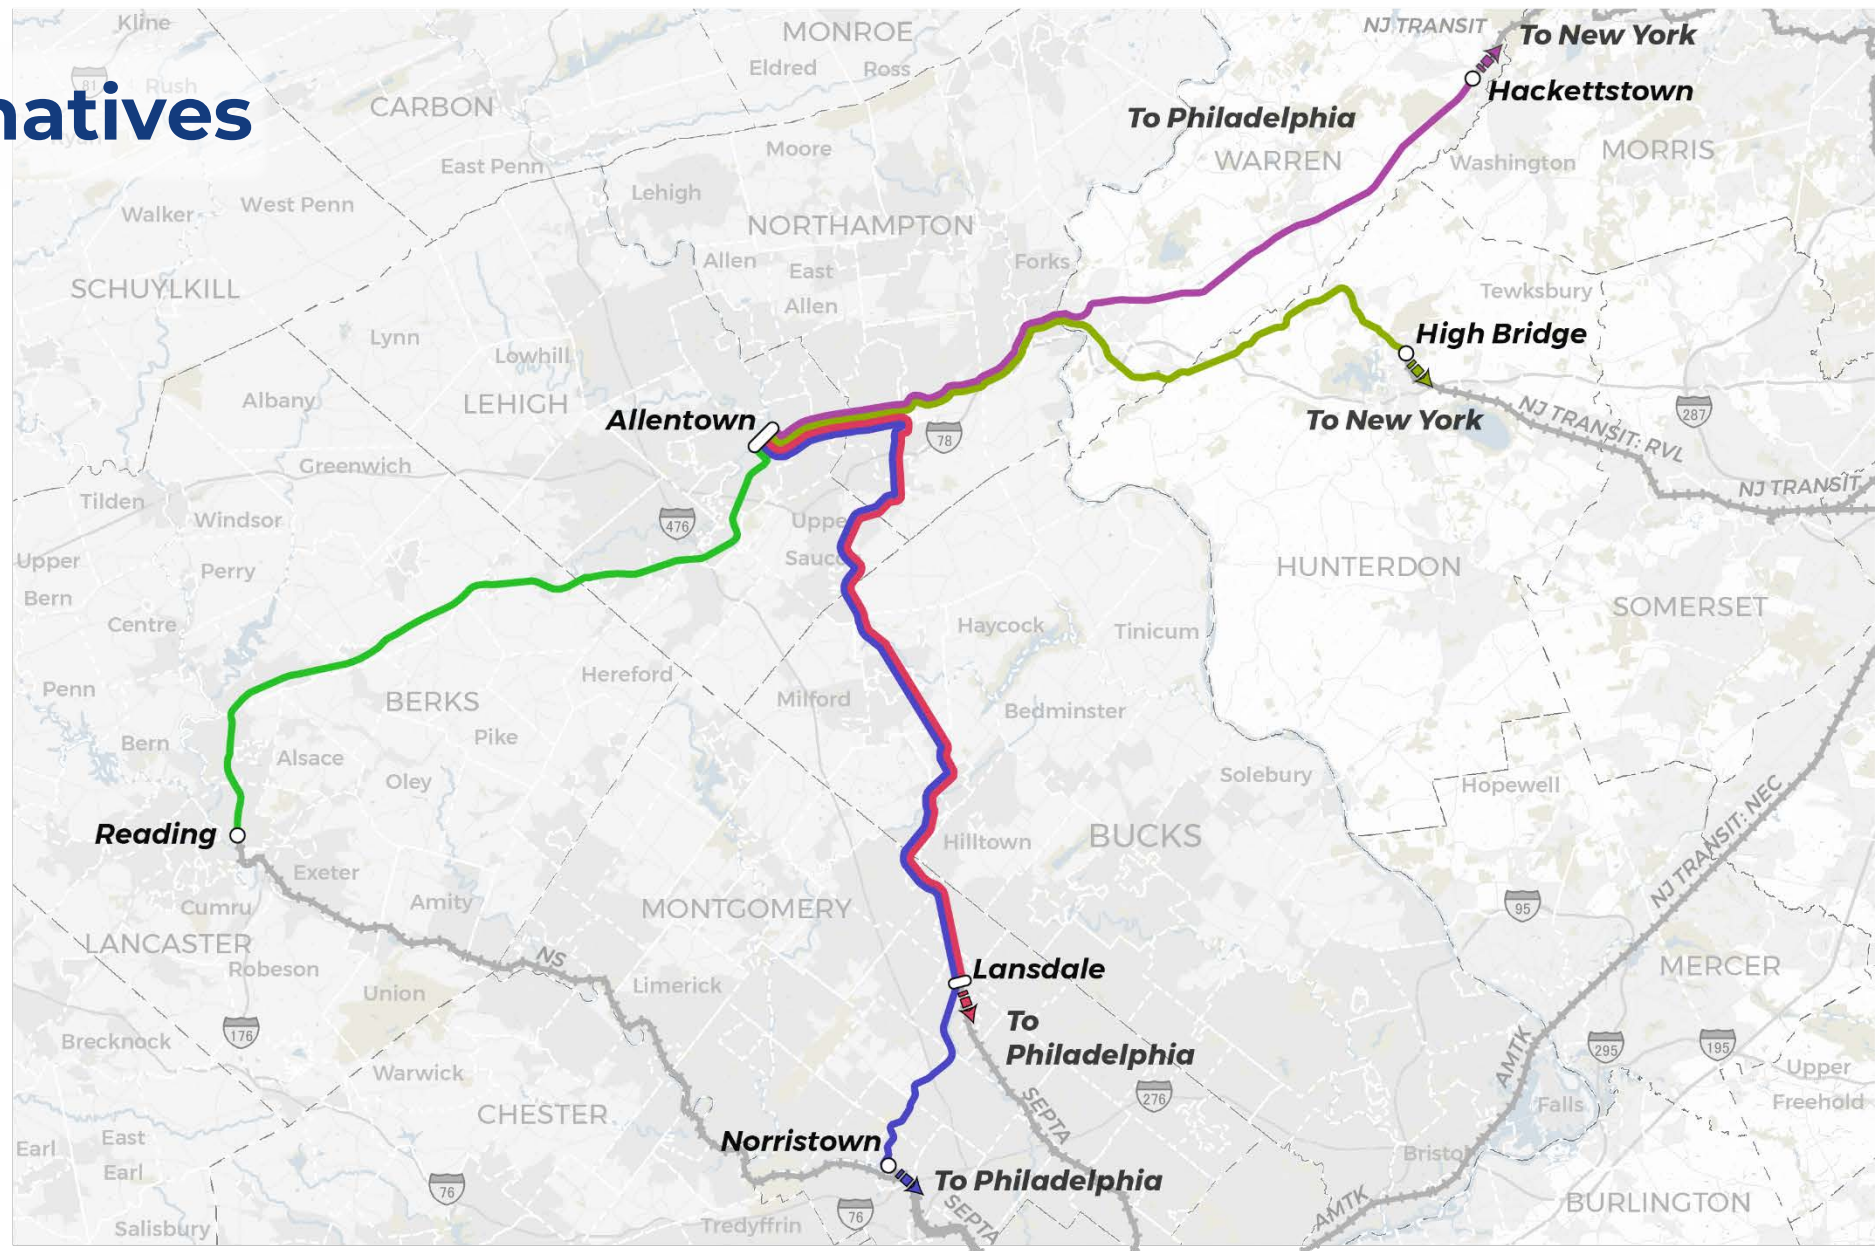 Kline
MONROE
NJ TRANSIT
To New York
Eldred
Ross
81
Rush
Hackettstown
natives
CARBON
To Philadelphia
Ryan
Moore
WARREN
Washington
MORRIS
East Penn
Lehigh
Walker
West Penn
NORTHAMPTON
Allen
East
Allen
Forks
SCHUYLKILL
Tewksbury
Lynn
Lowhill
High Bridge
Albany
LEHIGH
Allentown
78
To New York
287
NJ TRANSIT: RVL
Greenwich
NJ TRANSIT
Tilden
Windsor
476
Upper
Sauco
Upper
Bern
Perry
HUNTERDON
SOMERSET
Centre
Haycock
Tinicum
Hereford
Penn
BERKS
Milford
Bedminster
Bern
Pike
Alsace
Oley
Solebury
Hopewell
NJ TRANSIT: NEC
Reading
Hilltown
BUCKS
Exeter
Cumru
Amity
MONTGOMERY
95
LANCASTER
NS
Robeson
Lansdale
MERCER
Union
Limerick
To
Philadelphia
176
Brecknock
AMTK
295
195
Warwick
276
Upper
Freehold
CHESTER
SEPTA
Falls
Earl
East
Earl
Norristown
Bristol
To Philadelphia
76
76
SEPTA
AMTK
BURLINGTON
Salisbury
Tredyffrin